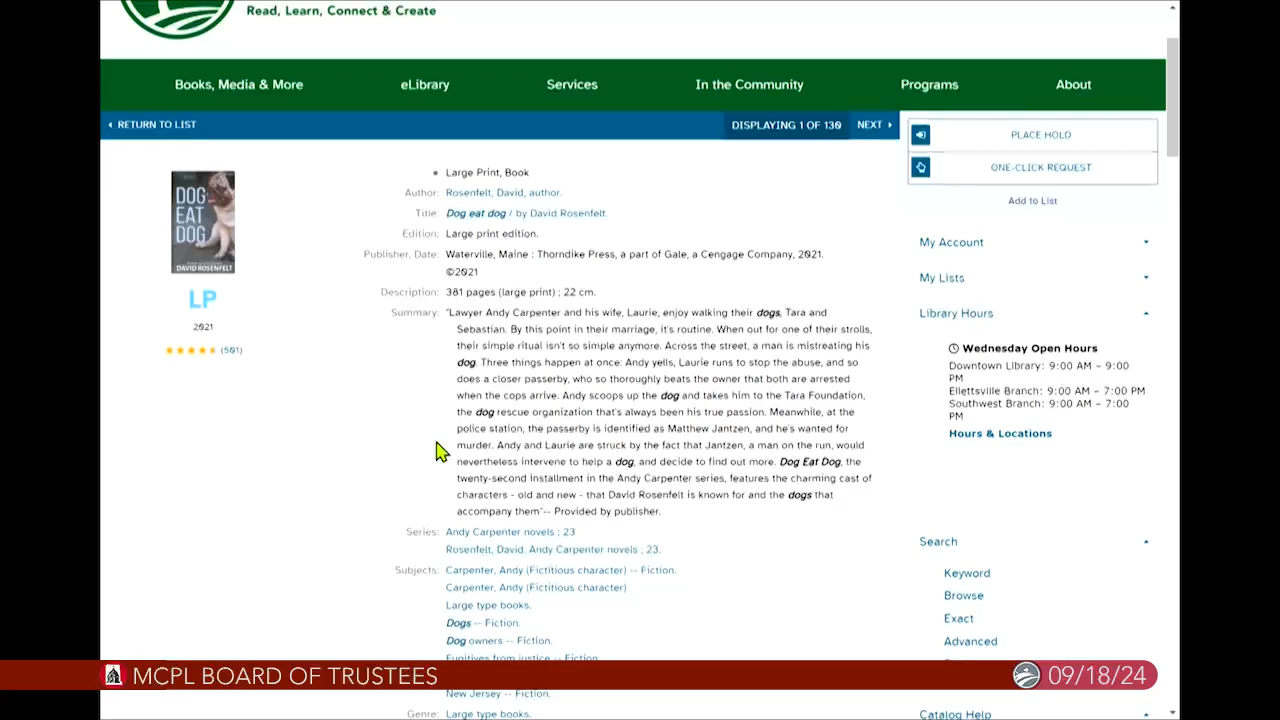 Read, Learn, Connect & Create
Books, Media & More eLibrary Services In the Community Programs About
RETURN TO LIST DISPLAYING 1 OF 130 NEXT
PLACE HOLD
ONE-CLICK REQUEST
Add to List
DOG
EAT
DOG
DAVID ROSENFELT
LP
2021
(501)
Large Print, Book
Author: Rosenfelt, David, author.
Title: Dog eat dog / by David Rosenfelt.
Edition: Large print edition.
Publisher, Date: Waterville, Maine : Thorndike Press, a part of Gale, a Cengage Company, 2021.
©2021
Description: 381 pages (large print) ; 22 cm.
Summary: "Lawyer Andy Carpenter and his wife, Laurie, enjoy walking their dogs, Tara and
Sebastian. By this point in their marriage, it's routine. When out for one of their strolls,
their simple ritual isn't so simple anymore. Across the street, a man is mistreating his
dog. Three things happen at once: Andy yells, Laurie runs to stop the abuse, and so
does a closer passerby, who so thoroughly beats the owner that both are arrested
when the cops arrive. Andy scoops up the dog and takes him to the Tara Foundation,
the dog rescue organization that's always been his true passion. Meanwhile, at the
police station, the passerby is identified as Matthew Jantzen, and he's wanted for
murder. Andy and Laurie are struck by the fact that Jantzen, a man on the run, would
nevertheless intervene to help a dog, and decide to find out more. Dog Eat Dog, the
twenty-second installment in the Andy Carpenter series, features the charming cast of
characters - old and new - that David Rosenfelt is known for and the dogs that
accompany them"-- Provided by publisher.
Series: Andy Carpenter novels ; 23
Rosenfelt, David. Andy Carpenter novels ; 23.
Subjects: Carpenter, Andy (Fictitious character) -- Fiction.
Carpenter, Andy (Fictitious character)
Large type books.
Dogs -- Fiction.
Dog owners -- Fiction.
Fugitives from justice -- Fiction.
New Jersey -- Fiction.
Genre: Large type books.
My Account
My Lists
Library Hours
Wednesday Open Hours
Downtown Library: 9:00 AM – 9:00
PM
Ellettsville Branch: 9:00 AM – 7:00 PM
Southwest Branch: 9:00 AM – 7:00
PM
Hours & Locations
Search
Keyword
Browse
Exact
Advanced
Catalog Help
MCPL BOARD OF TRUSTEES 09/18/24